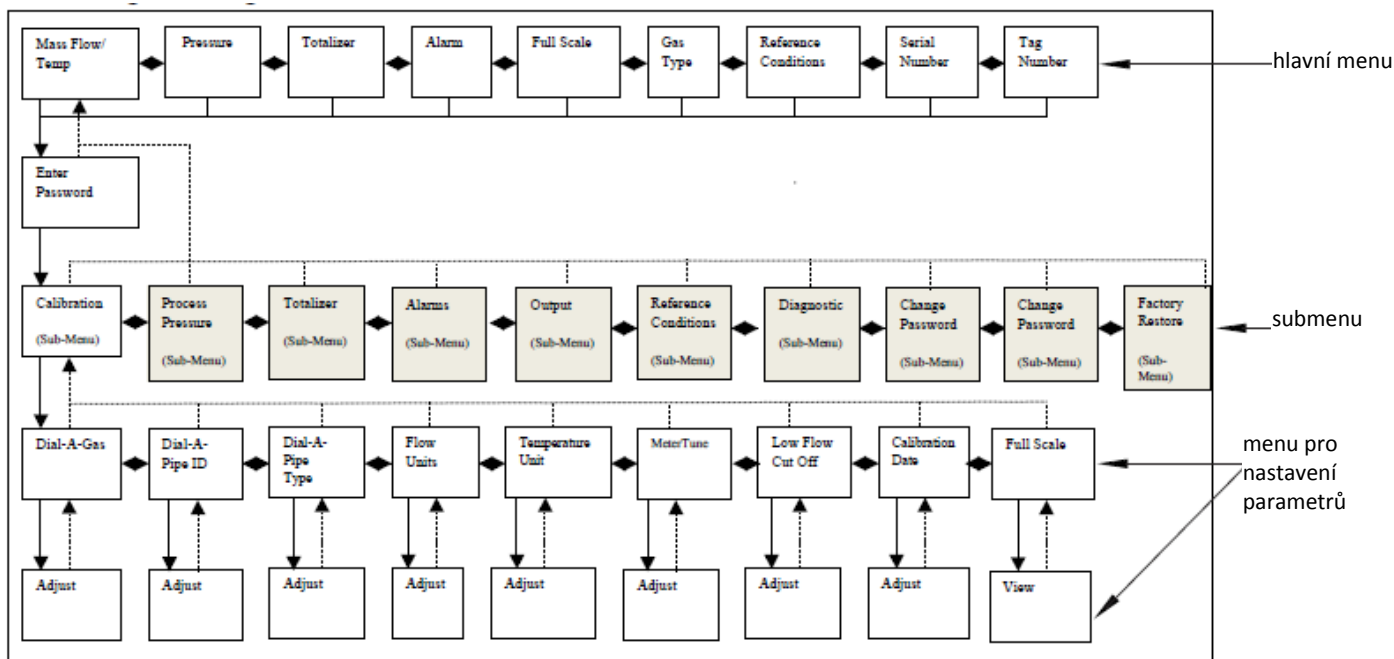 Mass Flow/
Temp
Pressure
Totalizer
Alarm
Full Scale
Gas
Type
Reference
Conditions
Serial
Number
Tag
Number
hlavní menu
Enter
Password
Calibration
(Sub-Menu)
Process
Pressure
(Sub-Menu)
Totalizer
(Sub-Menu)
Alarms
(Sub-Menu)
Output
(Sub-Menu)
Reference
Conditions
(Sub-Menu)
Diagnostic
(Sub-Menu)
Change
Password
(Sub-Menu)
Change
Password
(Sub-Menu)
Factory
Restore
(Sub-
Menu)
submenu
Dial-A-Gas
Dial-A-
Pipe ID
Dial-A-
Pipe
Type
Flow
Units
Temperature
Unit
MeterTune
Low Flow
Cut Off
Calibration
Date
Full Scale
menu pro
nastavení
parametrů
Adjust
Adjust
Adjust
Adjust
Adjust
Adjust
Adjust
Adjust
View